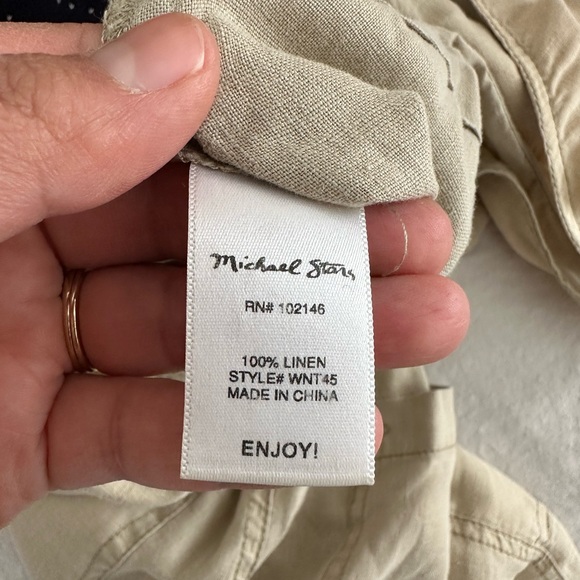 Michael Stars
RN# 102146
100% LINEN
STYLE# WNT45
MADE IN CHINA
ENJOY!